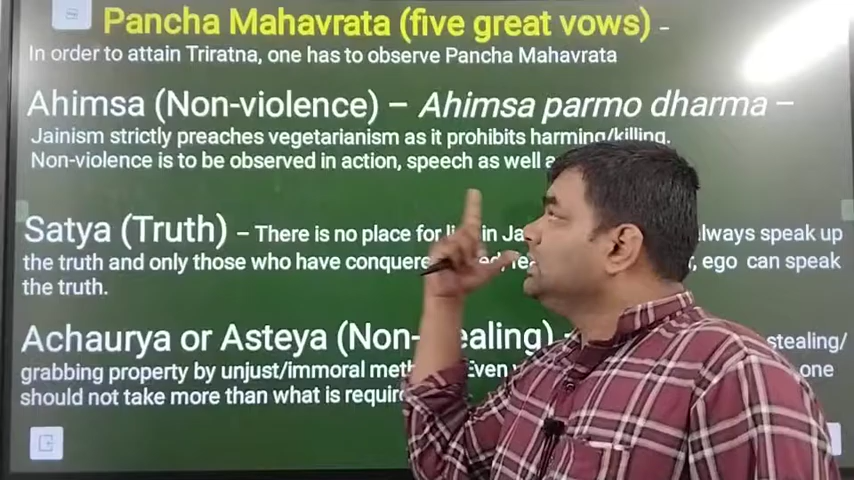 Pancha Mahavrata (five great vows) –
In order to attain Triratna, one has to observe Pancha Mahavrata
Ahimsa (Non-violence) – Ahimsa parmo dharma –
Jainism strictly preaches vegetarianism as it prohibits harming/killing.
Non-violence is to be observed in action, speech as well
Satya (Truth) – There is no place for in always speak up
the truth and only those who have conquere ego can speak
the truth.
Achaurya or Asteya (Non- ealing) stealing/
grabbing property by unjust/immoral Even one
should not take more than what is